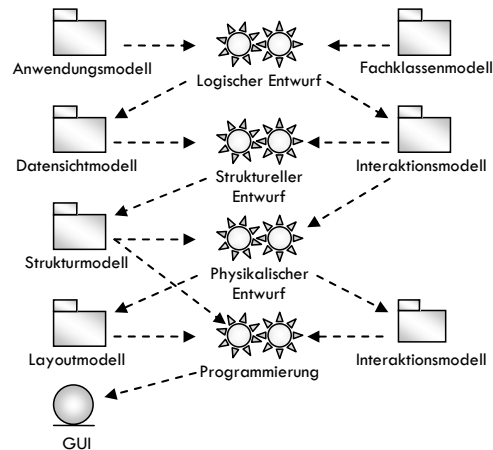 Anwendungsmodell
Fachklassenmodell
Logischer Entwurf
Datensichtmodell
Struktureller
Entwurf
Interaktionsmodell
Strukturmodell
Physikalischer
Entwurf
Layoutmodell
Programmierung
Interaktionsmodell
GUI